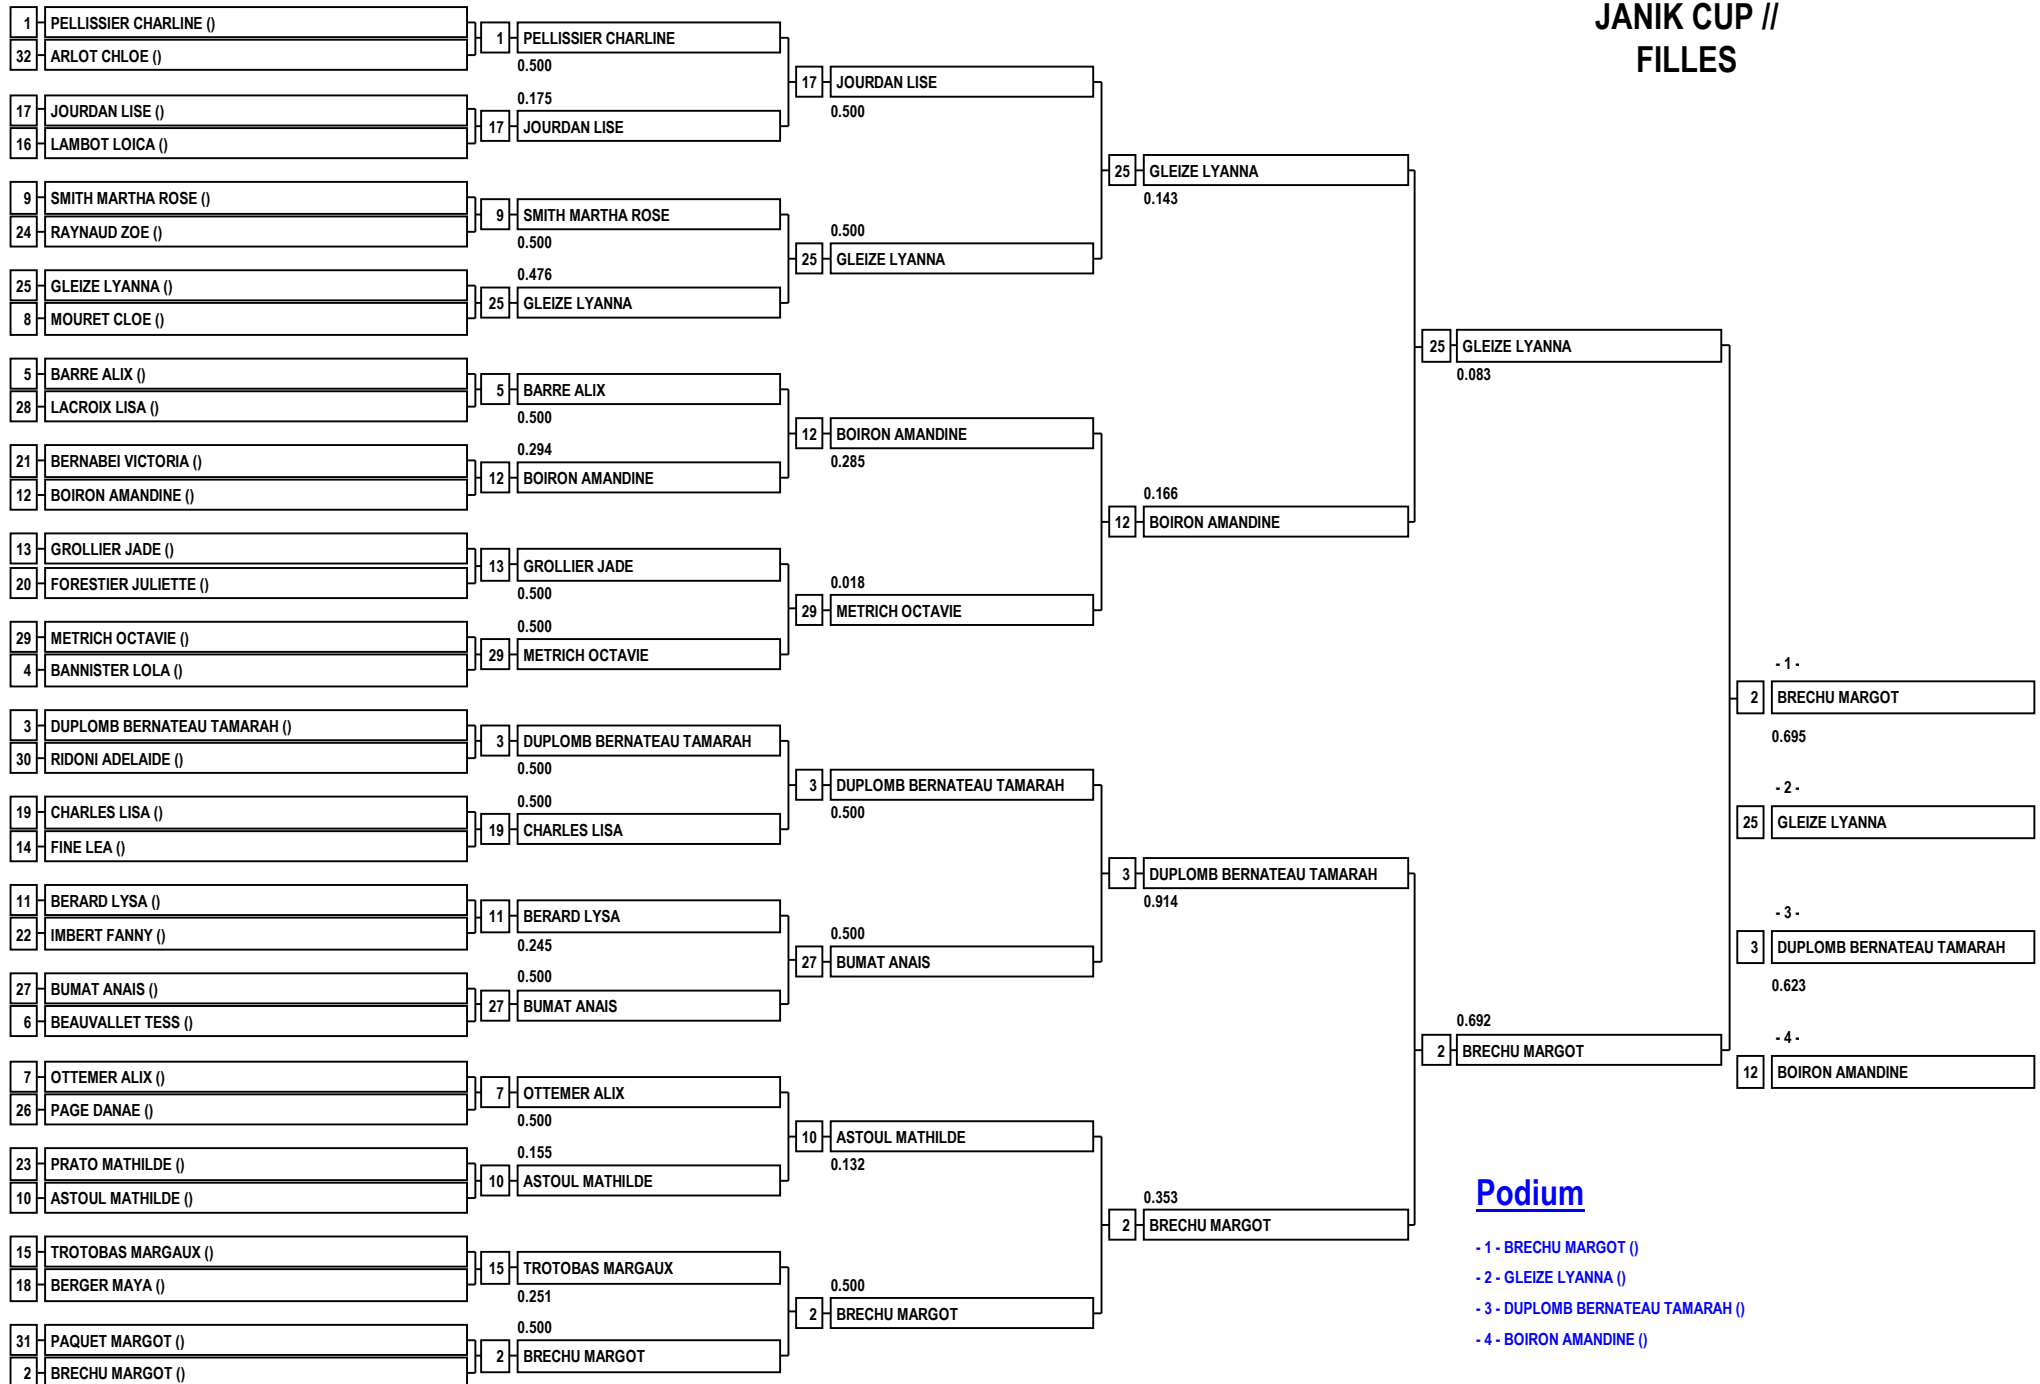 JANIK CUP //
FILLES
1 PELLISSIER CHARLINE ()
32 ARLOT CHLOE ()
17 JOURDAN LISE ()
16 LAMBOT LOICA ()
9 SMITH MARTHA ROSE ()
24 RAYNAUD ZOE ()
25 GLEIZE LYANNA ()
8 MOURET CLOE ()
5 BARRE ALIX ()
28 LACROIX LISA ()
21 BERNABEI VICTORIA ()
12 BOIRON AMANDINE ()
13 GROLLIER JADE ()
20 FORESTIER JULIETTE ()
29 METRICH OCTAVIE ()
4 BANNISTER LOLA ()
3 DUPLOMB BERNATEAU TAMARAH ()
30 RIDONI ADELAIDE ()
19 CHARLES LISA ()
14 FINE LEA ()
11 BERARD LYSA ()
22 IMBERT FANNY ()
27 BUMAT ANAIS ()
6 BEAUVALLET TESS ()
7 OTTEMER ALIX ()
26 PAGE DANAE ()
23 PRATO MATHILDE ()
10 ASTOUL MATHILDE ()
15 TROTOBAS MARGAUX ()
18 BERGER MAYA ()
31 PAQUET MARGOT ()
2 BRECHU MARGOT ()
1 PELLISSIER CHARLINE
0.500
0.175
17 JOURDAN LISE
9 SMITH MARTHA ROSE
0.500
0.476
25 GLEIZE LYANNA
5 BARRE ALIX
0.500
0.294
12 BOIRON AMANDINE
13 GROLLIER JADE
0.500
0.500
29 METRICH OCTAVIE
3 DUPLOMB BERNATEAU TAMARAH
0.500
0.500
19 CHARLES LISA
11 BERARD LYSA
0.245
0.500
27 BUMAT ANAIS
7 OTTEMER ALIX
0.500
0.155
10 ASTOUL MATHILDE
15 TROTOBAS MARGAUX
0.251
0.500
2 BRECHU MARGOT
17 JOURDAN LISE
0.500
0.500
25 GLEIZE LYANNA
12 BOIRON AMANDINE
0.285
0.018
29 METRICH OCTAVIE
3 DUPLOMB BERNATEAU TAMARAH
0.500
0.500
27 BUMAT ANAIS
10 ASTOUL MATHILDE
0.132
0.500
2 BRECHU MARGOT
25 GLEIZE LYANNA
0.143
0.166
12 BOIRON AMANDINE
3 DUPLOMB BERNATEAU TAMARAH
0.914
0.353
2 BRECHU MARGOT
25 GLEIZE LYANNA
0.083
0.692
2 BRECHU MARGOT
- 1 -
2 BRECHU MARGOT
0.695
- 2 -
25 GLEIZE LYANNA
- 3 -
3 DUPLOMB BERNATEAU TAMARAH
0.623
- 4 -
12 BOIRON AMANDINE
Podium
- 1 - BRECHU MARGOT ()
- 2 - GLEIZE LYANNA ()
- 3 - DUPLOMB BERNATEAU TAMARAH ()
- 4 - BOIRON AMANDINE ()